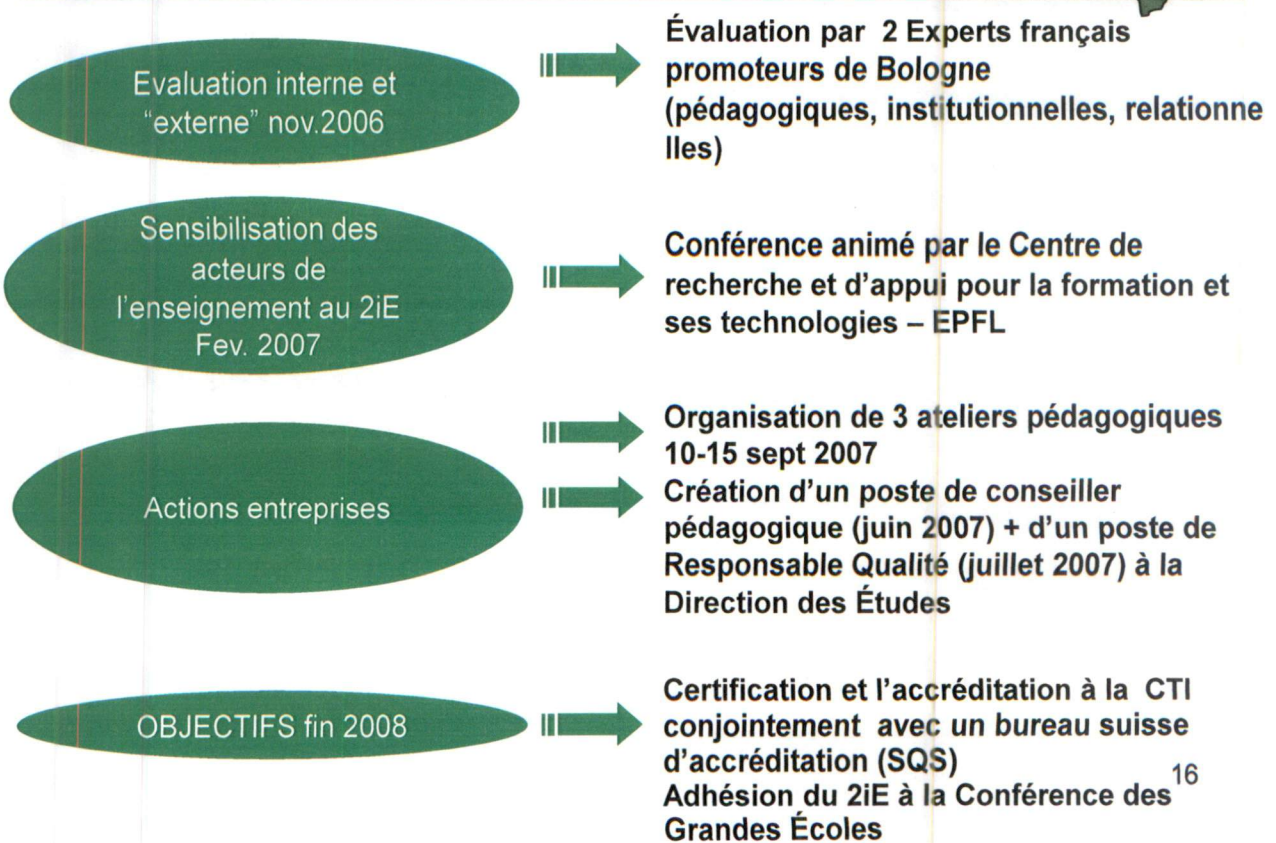 Evaluation interne et
“externe” nov.2006
Évaluation par 2 Experts français
promoteurs de Bologne
(pédagogiques, institutionnelles, relationne
lles)
Sensibilisation des
acteurs de
l’enseignement au 2iE
Fev. 2007
Conférence animé par le Centre de
recherche et d’appui pour la formation et
ses technologies – EPFL
Actions entreprises
Organisation de 3 ateliers pédagogiques
10-15 sept 2007
Création d’un poste de conseiller
pédagogique (juin 2007) + d’un poste de
Responsable Qualité (juillet 2007) à la
Direction des Études
OBJECTIFS fin 2008
Certification et l’accréditation à la CTI
conjointement avec un bureau suisse
d’accréditation (SQS)
Adhésion du 2iE à la Conférence des
Grandes Écoles
16